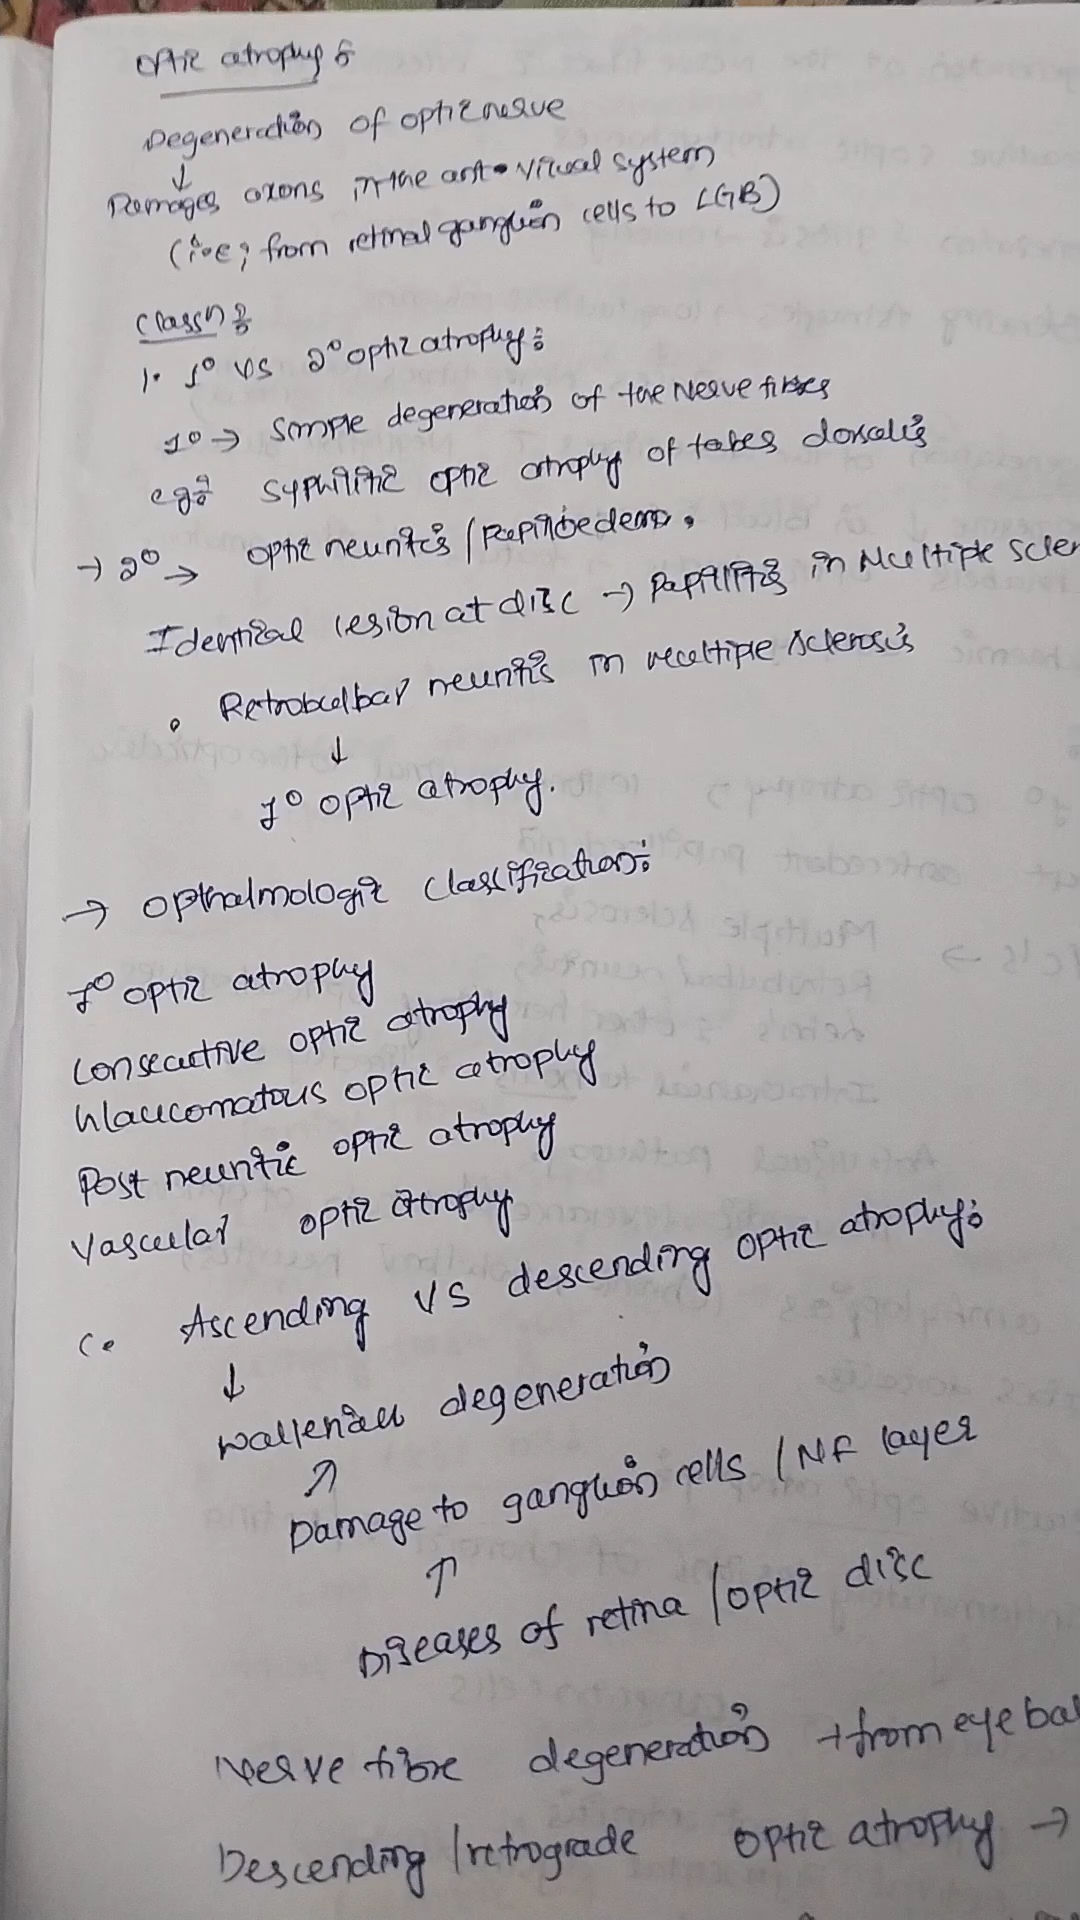 Optic atrophy :
Degeneration of optic nerve
↓
Damages axons in the ant. visual system
(i.e; from retinal ganglion cells to LGB)
Classn :
1. 1° vs 2° optic atrophy :
1° → Simple degeneration of the Nerve fibres
eg: Syphilitic optic atrophy of tabes dorsalis
→ 2° → optic neuritis / Papilloedema.
Identical lesion at disc → Papillitis in Multiple Scler
. Retrobulbar neuritis in multiple sclerosis
↓
1° optic atrophy.
→ Opthalmologic Classification :
1° optic atrophy
Consecutive optic atrophy
Glaucomatous optic atrophy
Post neuritic optic atrophy
Vascular optic atrophy
c. Ascending VS descending optic atrophy :
↓
Wallerian degeneration
↑
Damage to ganglion cells / NF layer
↑
Diseases of retina / optic disc
Nerve fibre degeneration from eyebal
Descending / retrograde optic atrophy →